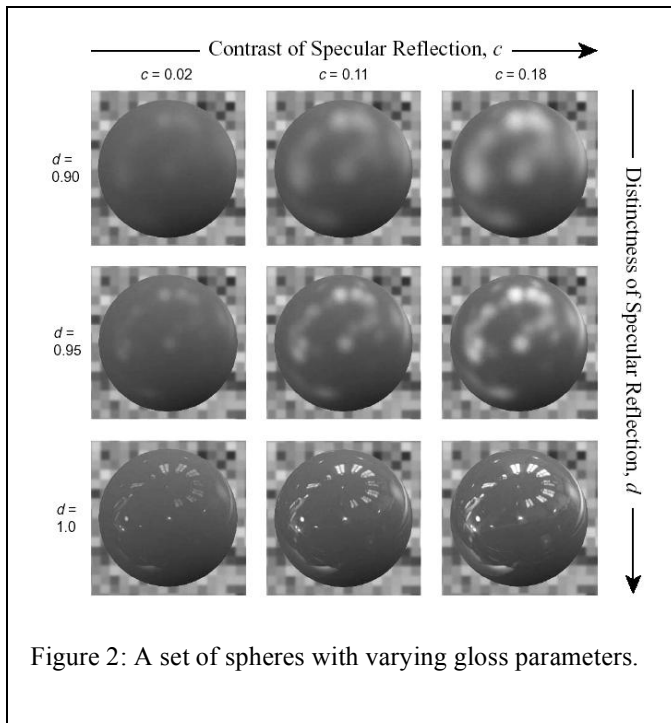 Contrast of Specular Reflection, c
c = 0.02 c = 0.11 c = 0.18
d =
0.90
d =
0.95
d =
1.0
Distinctness of Specular Reflection, d
Figure 2: A set of spheres with varying gloss parameters.